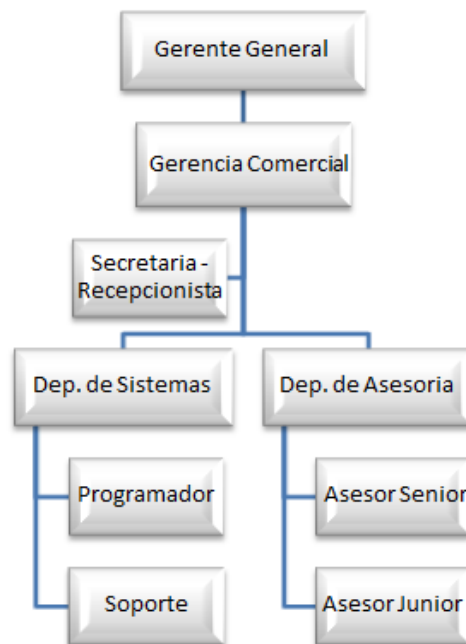 Gerente General
Gerencia Comercial
Secretaria -
Recepcionista
Dep. de Sistemas
Dep. de Asesoria
Programador
Asesor Senior
Soporte
Asesor Junior